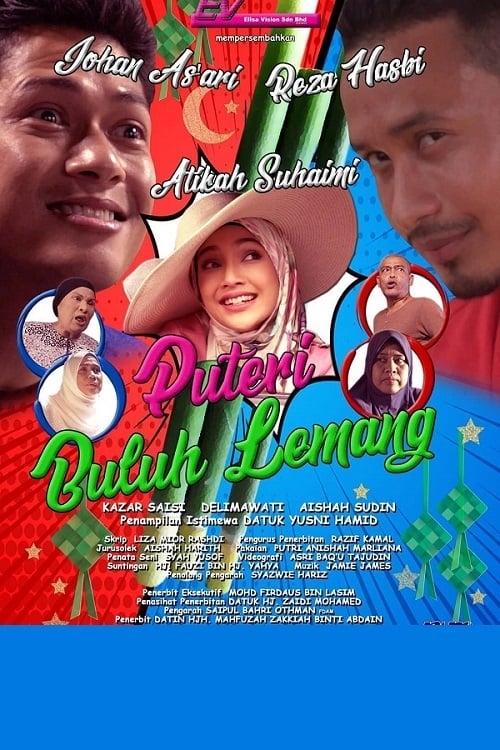 EV Elisa Vision Sdn Bhd
mempersembahkan
Johan As'ari Reza Hasbi
Atikah Suhaimi
Puteri
Buluh Lemang
KAZAR SAISI DELIMAWATI AISHAH SUDIN
Penampilan Istimewa DATUK YUSNI HAMID
Skrip LIZA MIOR RASHDI Pengurus Penerbitan RAZIF KAMAL
Jurusolek AISHAH HARITH Pakaian PUTRI ANISHAH MARLIANA
Penata Seni SYAH YUSOF Videografi ASRI BAQU TAJUDIN
Suntingan HJ. FAUZI BIN HJ. YAHYA Muzik JAMIE JAMES
Penolong Pengarah SYAZWIE HARIZ
Penerbit Eksekutif MOHD FIRDAUS BIN LASIM
Penasihat Penerbitan DATUK HJ. ZAIDI MOHAMED
Pengarah SAIPUL BAHRI OTHMAN FDAM
Penerbit DATIN HJH. MAHFUZAH ZAKKIAH BINTI ABDAIN